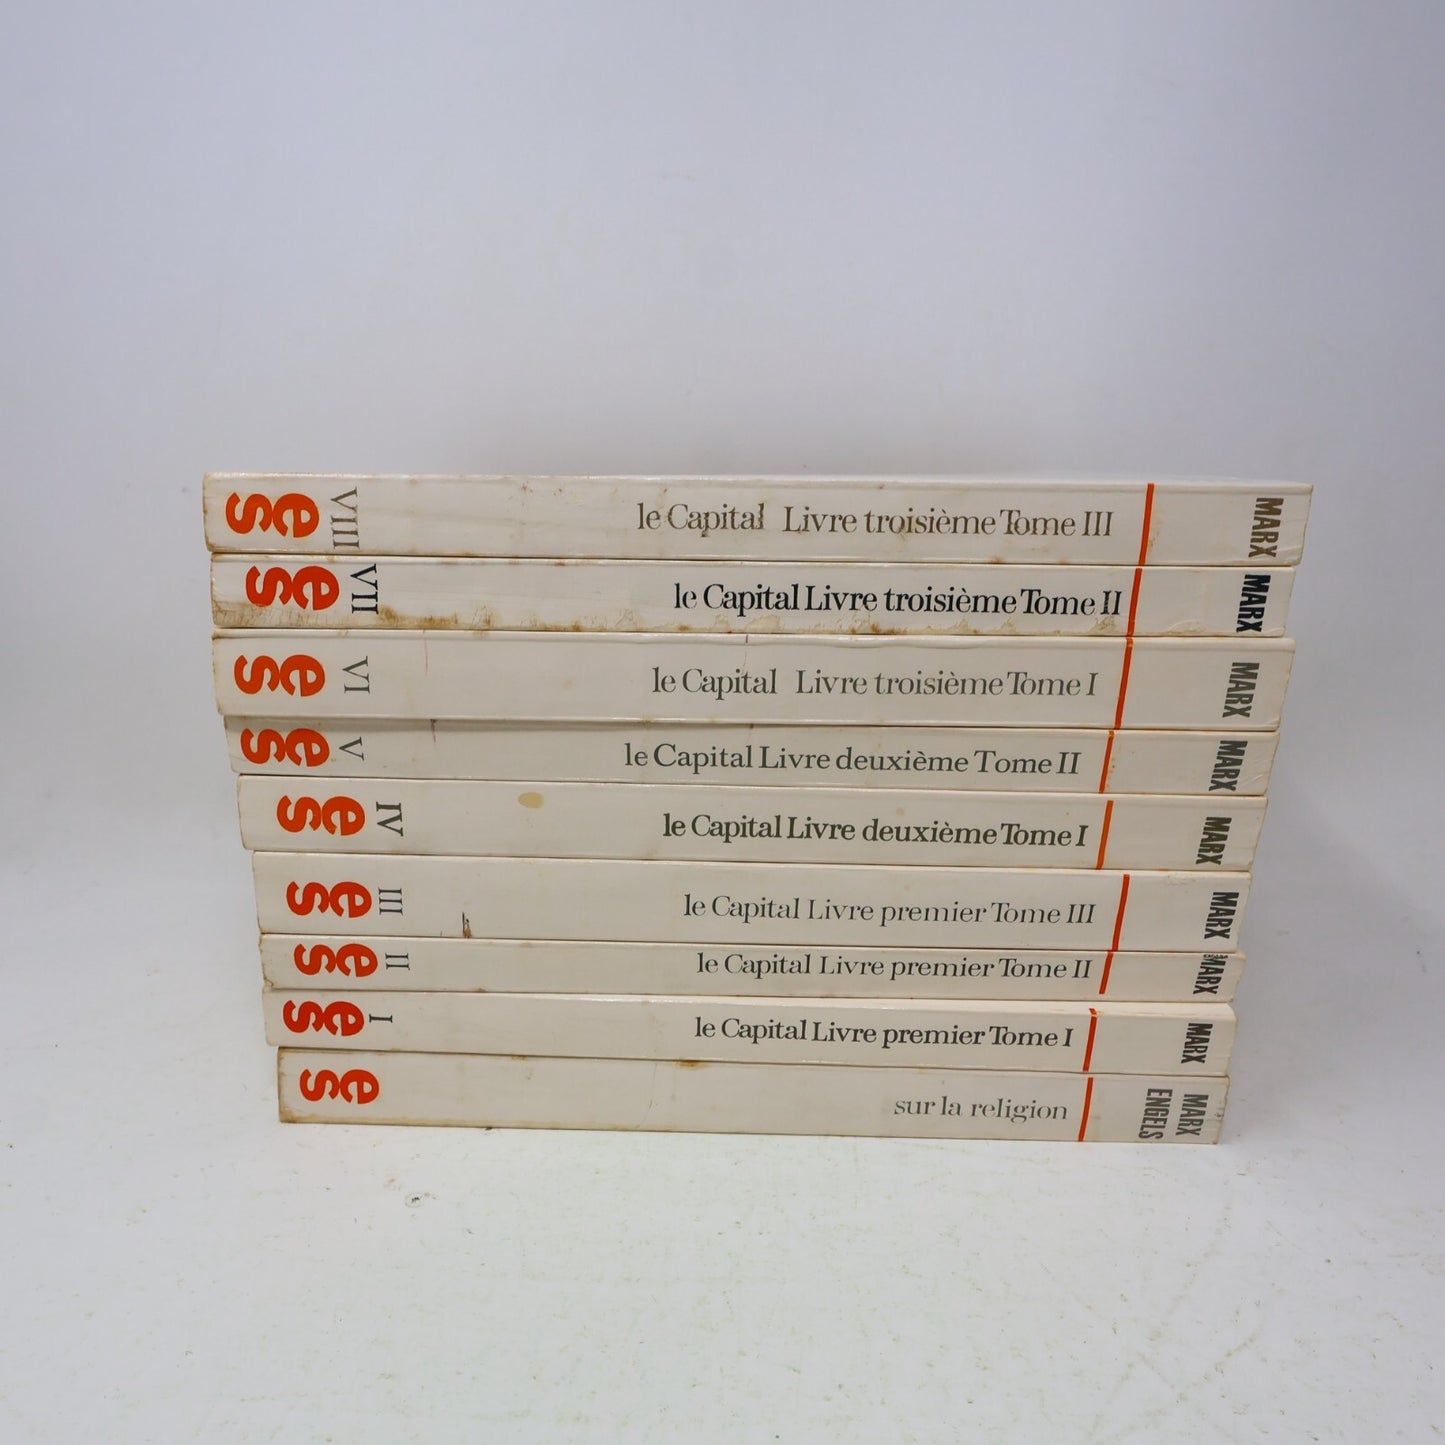 es VIII le Capital Livre troisième Tome III MARX
es VII le Capital Livre troisième Tome II MARX
es VI le Capital Livre troisième Tome I MARX
es V le Capital Livre deuxième Tome II MARX
es IV le Capital Livre deuxième Tome I MARX
es III le Capital Livre premier Tome III MARX
es II le Capital Livre premier Tome II MARX
es I le Capital Livre premier Tome I MARX
es sur la religion MARX ENGELS